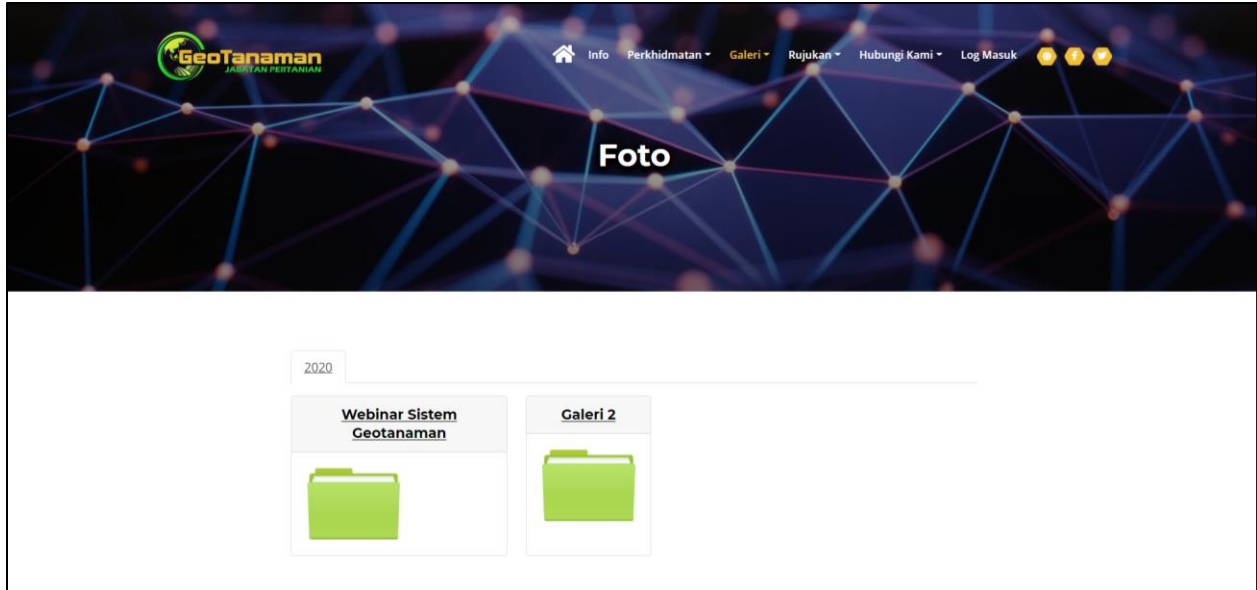 GeoTanaman
JABATAN PERTANIAN
Info Perkhidmatan Galeri Rujukan Hubungi Kami Log Masuk
Foto
2020
Webinar Sistem
Geotanaman
Galeri 2